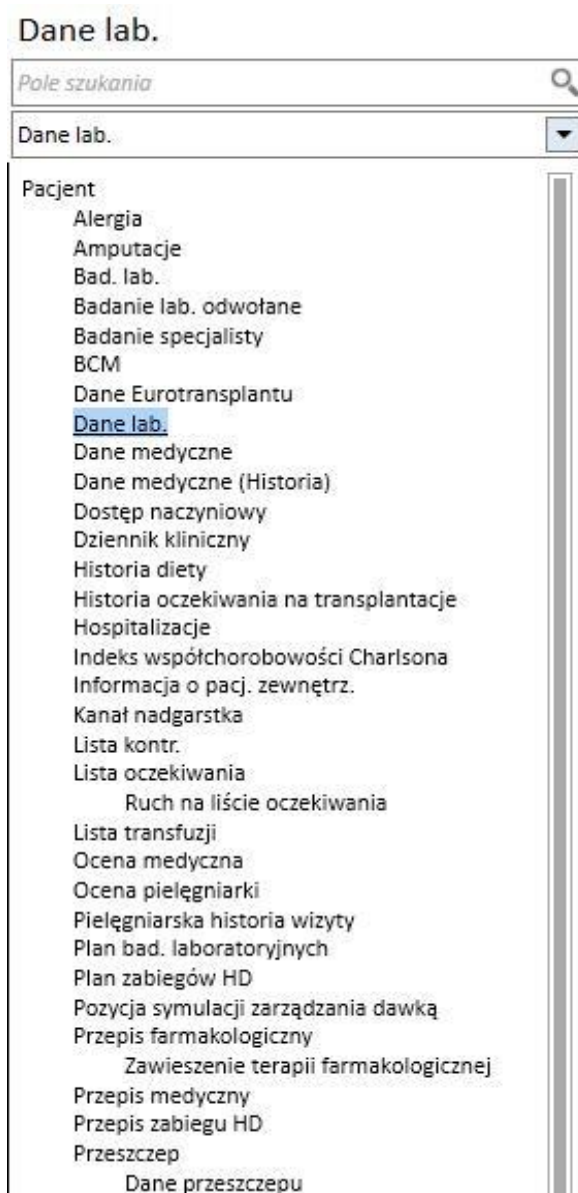 Dane lab.
Pole szukania
Dane lab.
Pacjent
Alergia
Amputacje
Bad. lab.
Badanie lab. odwołane
Badanie specjalisty
BCM
Dane Eurotransplantu
Dane lab.
Dane medyczne
Dane medyczne (Historia)
Dostęp naczyniowy
Dziennik kliniczny
Historia diety
Historia oczekiwania na transplantacje
Hospitalizacje
Indeks współchorobowości Charlsona
Informacja o pacj. zewnętrz.
Kanał nadgarstka
Lista kontr.
Lista oczekiwania
Ruch na liście oczekiwania
Lista transfuzji
Ocena medyczna
Ocena pielęgniarki
Pielęgniarska historia wizyty
Plan bad. laboratoryjnych
Plan zabiegów HD
Pozycja symulacji zarządzania dawką
Przepis farmakologiczny
Zawieszenie terapii farmakologicznej
Przepis medyczny
Przepis zabiegu HD
Przeszczep
Dane przeszczepu